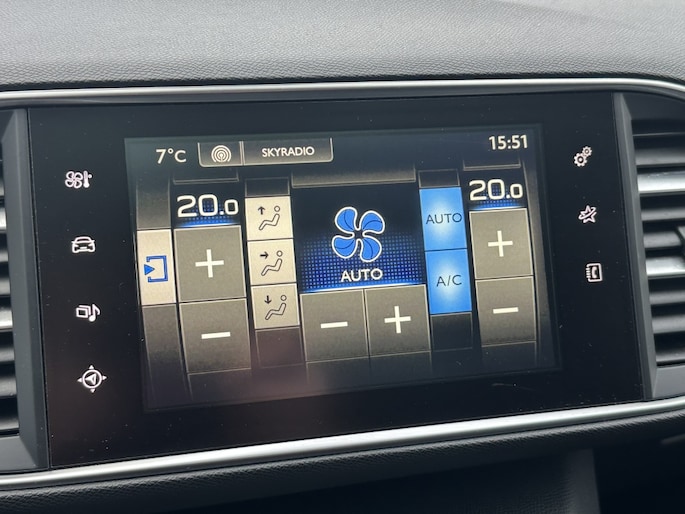 7°C SKYRADIO 15:51
20.0 20.0
AUTO
AUTO
A/C
+ +
- - + -